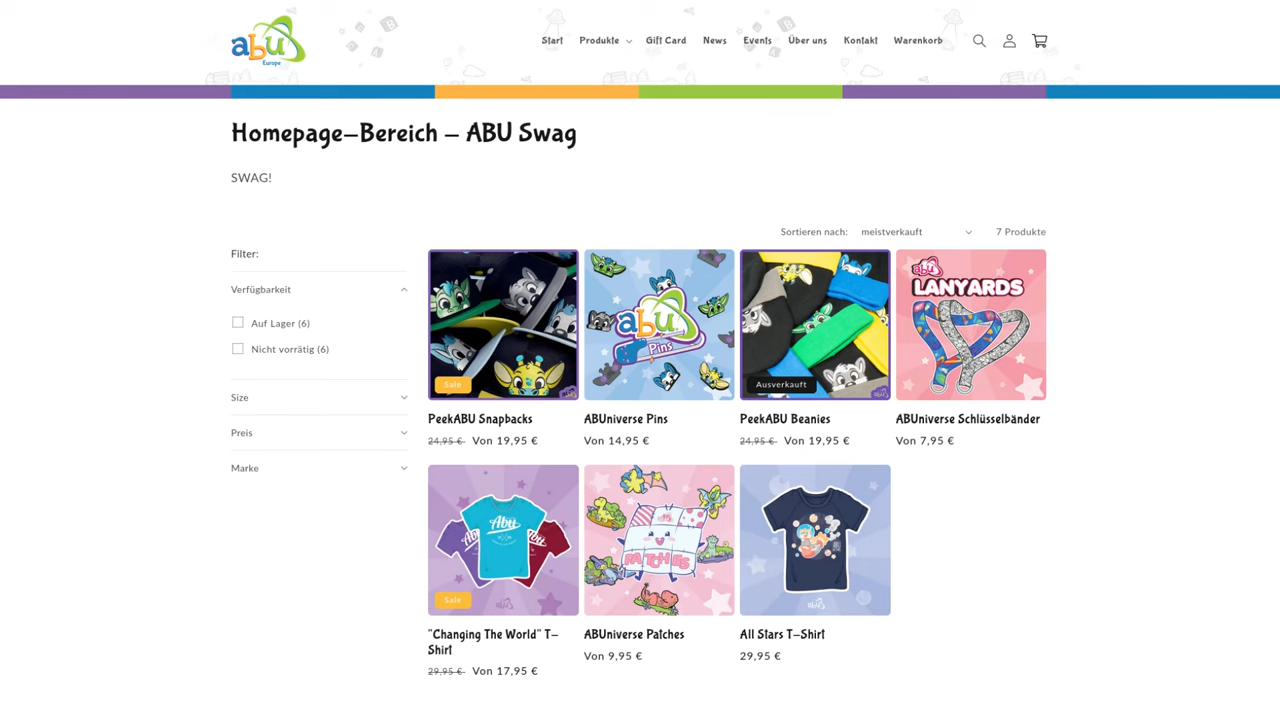 abu
Europe
Start Produkte Gift Card News Events Über uns Kontakt Warenkorb
Homepage-Bereich - ABU Swag
SWAG!
Sortieren nach: meistverkauft 7 Produkte
Filter:
Verfügbarkeit
Auf Lager (6)
Nicht vorrätig (6)
Size
Preis
Marke
Sale
PeekABU Snapbacks
24,95 € Von 19,95 €
abu
Pins
ABUniverse Pins
Von 14,95 €
Ausverkauft
PeekABU Beanies
24,95 € Von 19,95 €
abu
LANYARDS
ABUniverse Schlüsselbänder
Von 7,95 €
Abu
Sale
"Changing The World" T-
Shirt
29,95 € Von 17,95 €
PATCHES
ABUniverse Patches
Von 9,95 €
abu
All Stars T-Shirt
29,95 €